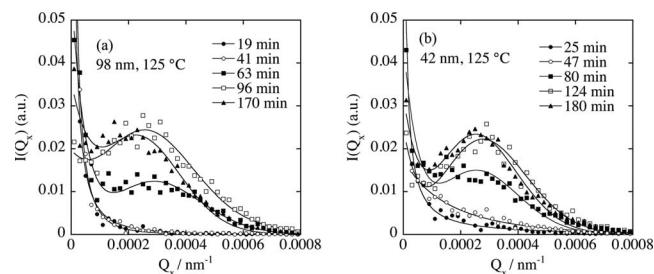 0.05
0.04
0.03
0.02
0.01
0
I(Qₓ) (a.u.)
(a)
98 nm, 125 °C
19 min
41 min
63 min
96 min
170 min
0 0.0002 0.0004 0.0006 0.0008
Qₓ / nm⁻¹
0.05
0.04
0.03
0.02
0.01
0
I(Qₓ) (a.u.)
(b)
42 nm, 125 °C
25 min
47 min
80 min
124 min
180 min
0 0.0002 0.0004 0.0006 0.0008
Qₓ / nm⁻¹